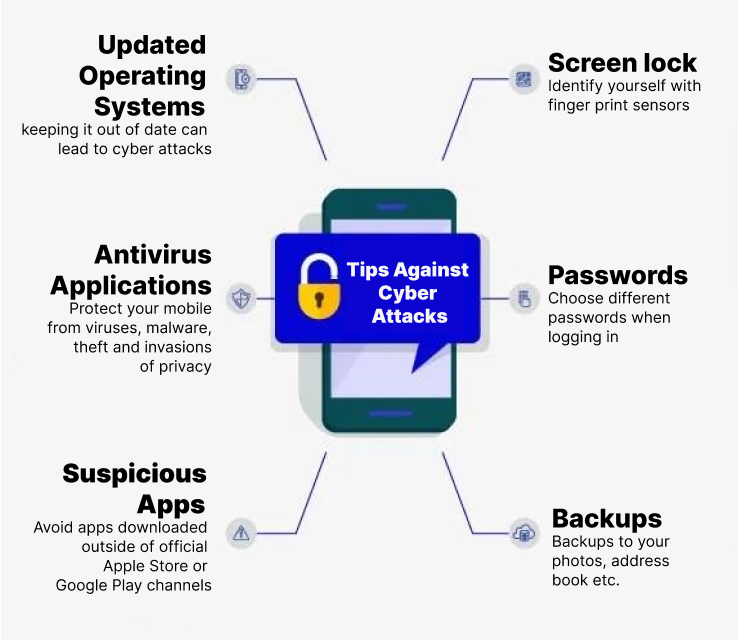 Updated
Operating
Systems
keeping it out of date can
lead to cyber attacks
Screen lock
Identify yourself with
finger print sensors
Antivirus
Applications
Protect your mobile
from viruses, malware,
theft and invasions
of privacy
Tips Against
Cyber
Attacks
Passwords
Choose different
passwords when
logging in
Suspicious
Apps
Avoid apps downloaded
outside of official
Apple Store or
Google Play channels
Backups
Backups to your
photos, address
book etc.